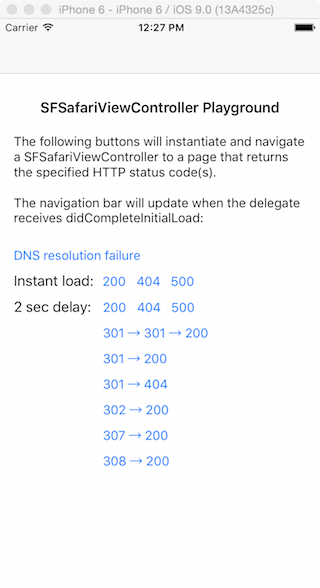 iPhone 6 - iPhone 6 / iOS 9.0 (13A4325c)
Carrier 12:27 PM
SFSafariViewController Playground
The following buttons will instantiate and navigate
a SFSafariViewController to a page that returns
the specified HTTP status code(s).
The navigation bar will update when the delegate
receives didCompleteInitialLoad:
DNS resolution failure
Instant load: 200 404 500
2 sec delay: 200 404 500
301 → 301 → 200
301 → 200
301 → 404
302 → 200
307 → 200
308 → 200